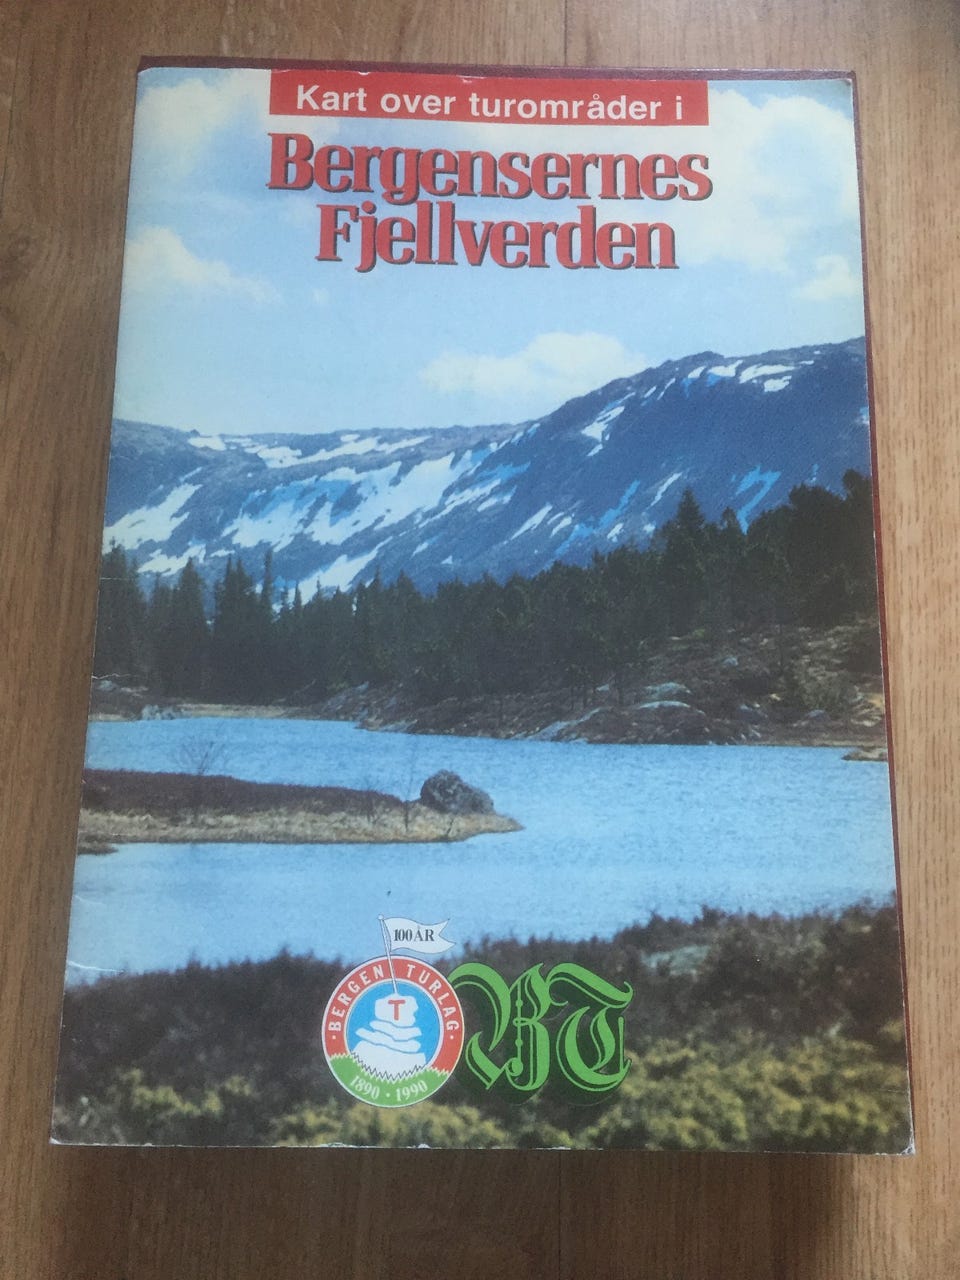 Kart over turområder i
Bergensernes
Fjellverden
100 ÅR
BERGEN TURLAG
T
1890 • 1990
BT